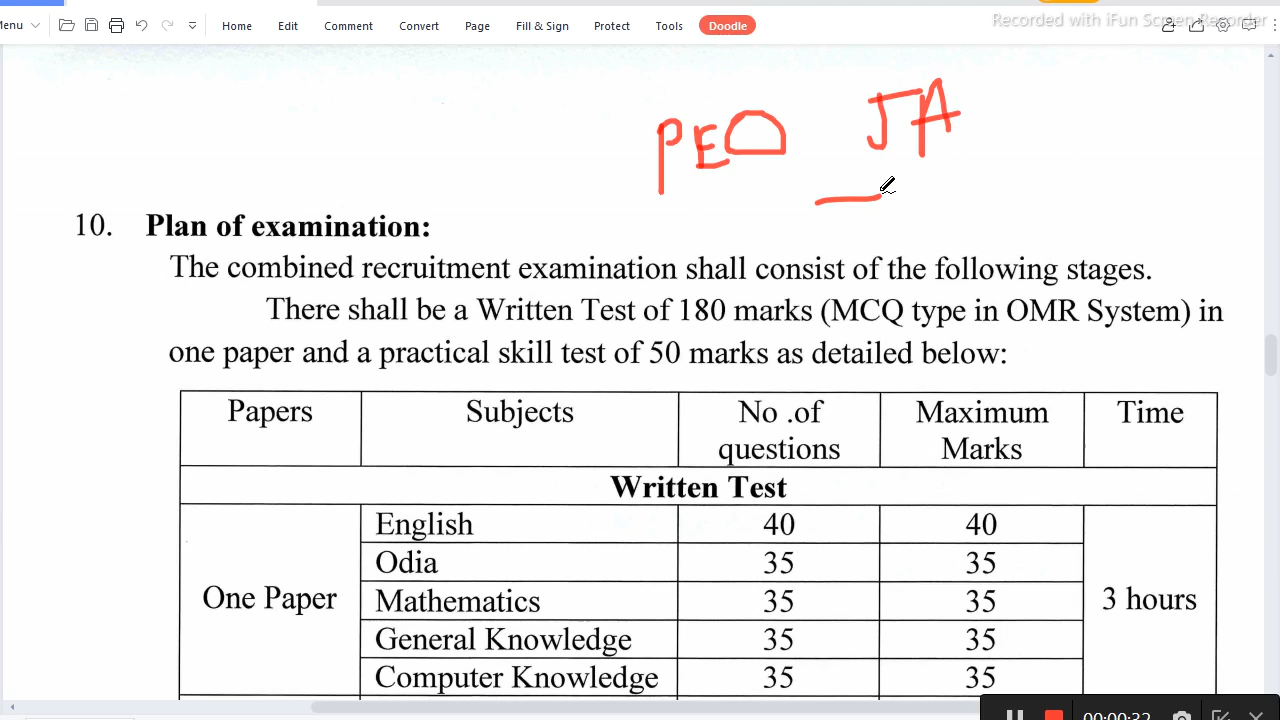 Menu Home Edit Comment Convert Page Fill & Sign Protect Tools Doodle
Recorded with iFun Screen Recorder
PEO JA
10. Plan of examination:
The combined recruitment examination shall consist of the following stages.
There shall be a Written Test of 180 marks (MCQ type in OMR System) in
one paper and a practical skill test of 50 marks as detailed below:
Papers Subjects No .of questions Maximum Marks Time
Written Test
One Paper 3 hours
English 40 40
Odia 35 35
Mathematics 35 35
General Knowledge 35 35
Computer Knowledge 35 35
00:00:32